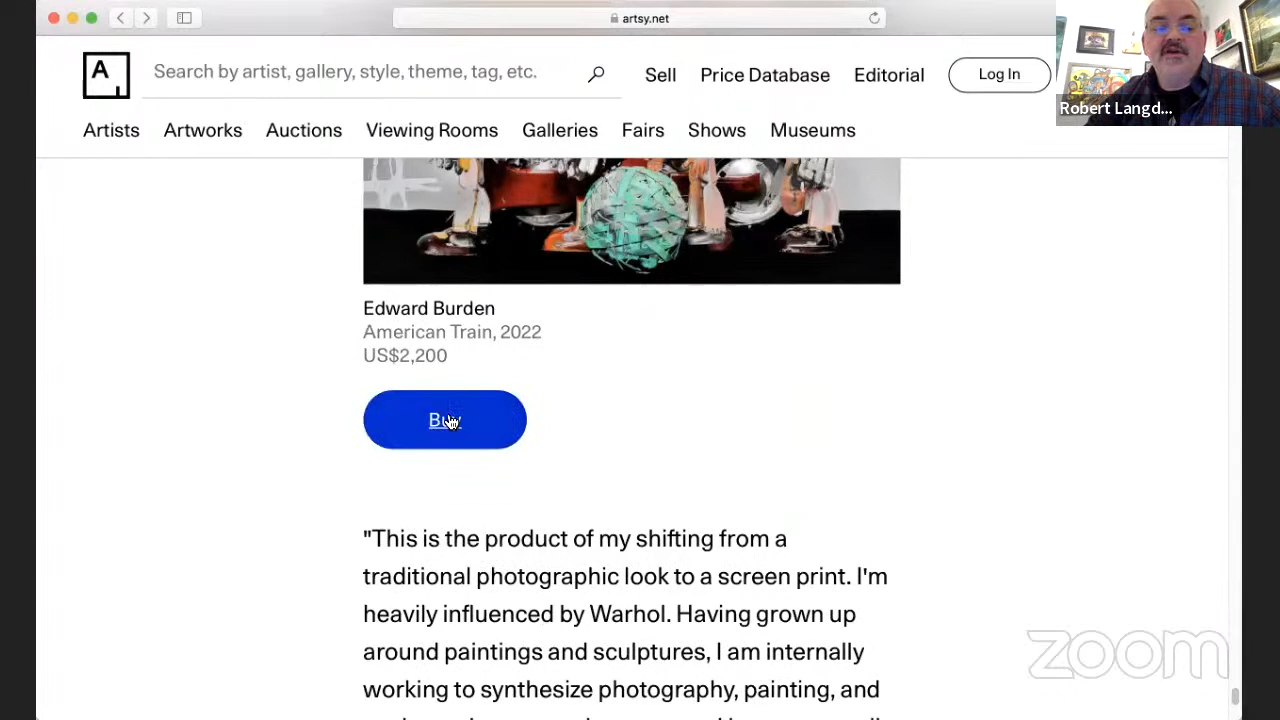 artsy.net
A
Search by artist, gallery, style, theme, tag, etc.
Sell
Price Database
Editorial
Log In
Robert Langd...
Artists
Artworks
Auctions
Viewing Rooms
Galleries
Fairs
Shows
Museums
Edward Burden
American Train, 2022
US$2,200
Buy
"This is the product of my shifting from a
traditional photographic look to a screen print. I'm
heavily influenced by Warhol. Having grown up
around paintings and sculptures, I am internally
working to synthesize photography, painting, and
zoom